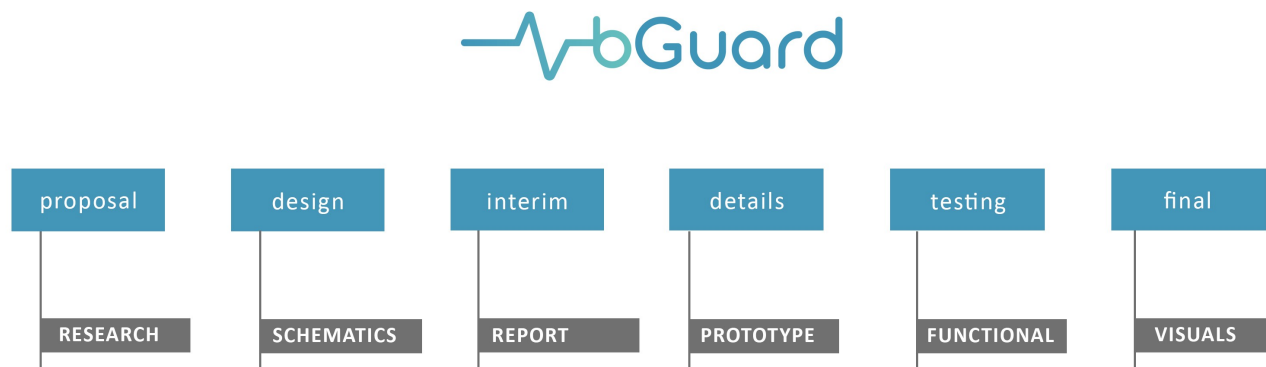 bGuard
proposal design interim details testing final
RESEARCH SCHEMATICS REPORT PROTOTYPE FUNCTIONAL VISUALS